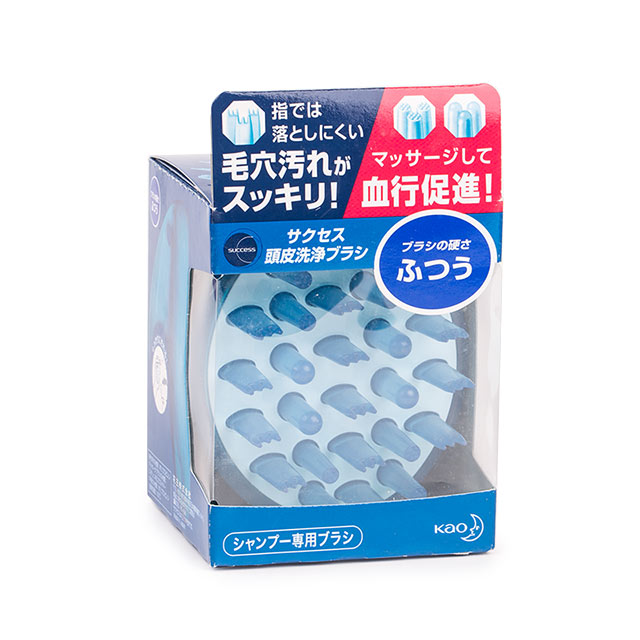 指では
落としにくい
毛穴汚れが
スッキリ!
マッサージして
血行促進!
success
サクセス
頭皮洗浄ブラシ
ブラシの硬さ
ふつう
シャンプー専用ブラシ
Kao